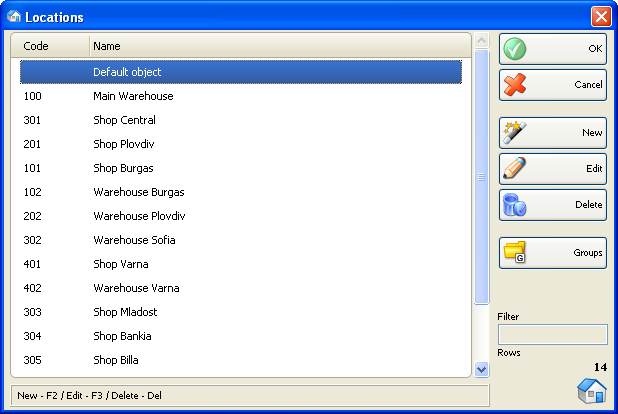 Locations
Code Name
Default object
100 Main Warehouse
301 Shop Central
201 Shop Plovdiv
101 Shop Burgas
102 Warehouse Burgas
202 Warehouse Plovdiv
302 Warehouse Sofia
401 Shop Varna
402 Warehouse Varna
303 Shop Mladost
304 Shop Bankia
305 Shop Billa
OK
Cancel
New
Edit
Delete
G
Groups
Filter
Rows
14
New - F2 / Edit - F3 / Delete - Del